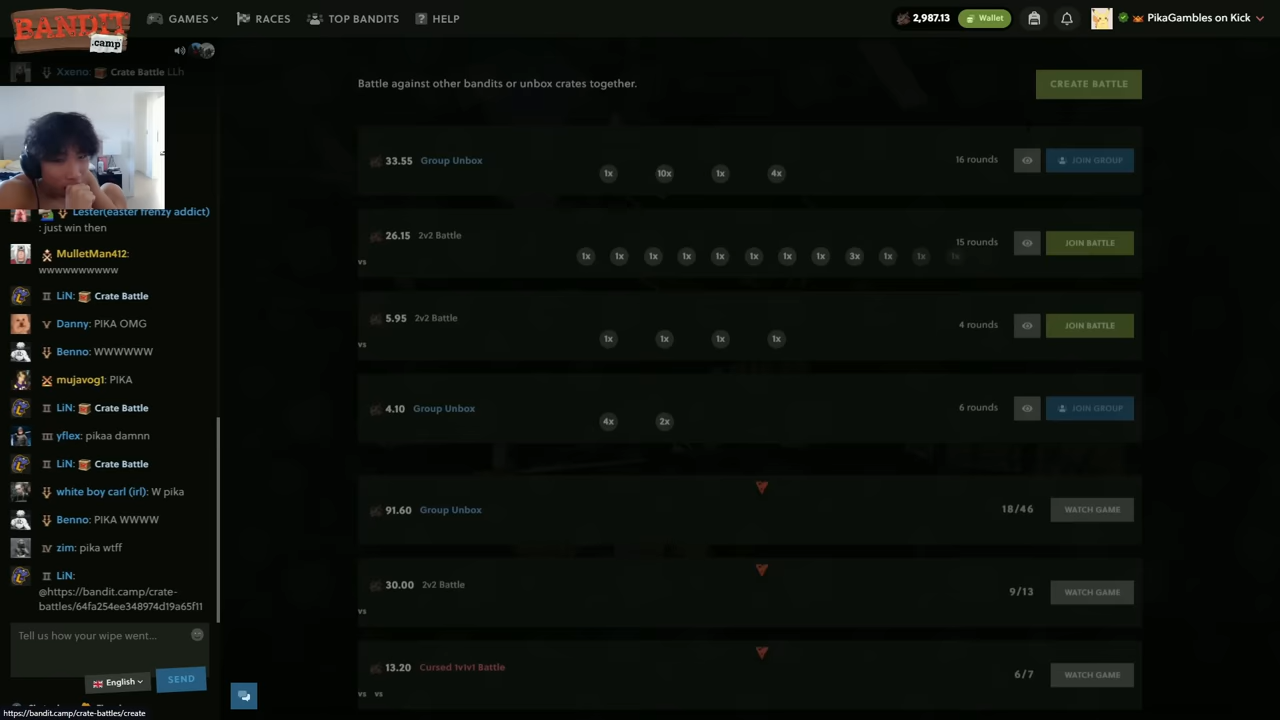 BANDIT
.camp
GAMES
RACES
TOP BANDITS
HELP
2,987.13
Wallet
PikaGambles on Kick
Xxeno: Crate Battle LLh
Lester(easter frenzy addict)
: just win then
MulletMan412:
wwwwwwwwww
LiN: Crate Battle
Danny: PIKA OMG
Benno: WWWWWW
mujavog1: PIKA
LiN: Crate Battle
yflex: pikaa damnn
LiN: Crate Battle
white boy carl (irl): W pika
Benno: PIKA WWWW
zim: pika wtff
LiN:
@https://bandit.camp/crate-
battles/64fa254ee348974d19a65f11
Tell us how your wipe went...
English
SEND
https://bandit.camp/crate-battles/create
Battle against other bandits or unbox crates together.
CREATE BATTLE
33.55 Group Unbox
1x 10x 1x 4x
16 rounds
JOIN GROUP
26.15 2v2 Battle
vs
1x 1x 1x 1x 1x 1x 1x 1x 3x 1x 1x 1x
15 rounds
JOIN BATTLE
5.95 2v2 Battle
vs
1x 1x 1x 1x
4 rounds
JOIN BATTLE
4.10 Group Unbox
4x 2x
6 rounds
JOIN GROUP
91.60 Group Unbox
18/46
WATCH GAME
30.00 2v2 Battle
vs
9/13
WATCH GAME
13.20 Cursed 1v1v1 Battle
vs vs
6/7
WATCH GAME